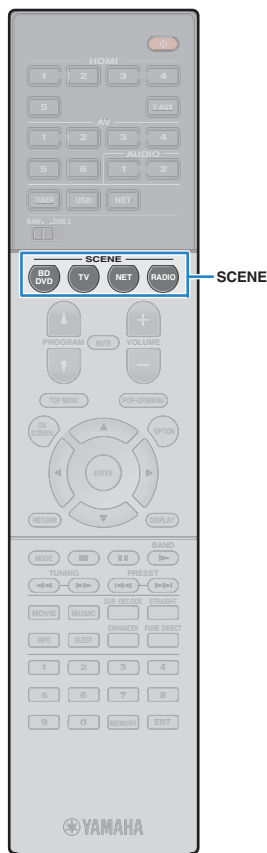 HDMI
1 2 3 4
5 V-AUX
AV
1 2 3 4
AUDIO
5 6 1 2
TUNER USB NET
MAIN ZONE 2
SCENE
BD DVD TV NET RADIO SCENE
PROGRAM MUTE VOLUME
TOP MENU POP-UP/MENU
ON SCREEN OPTION
ENTER
RETURN DISPLAY
BAND
MODE
TUNING PRESET
SUR. DECODE STRAIGHT
MOVIE MUSIC
ENHANCER PURE DIRECT
INFO SLEEP
1 2 3 4
5 6 7 8
9 0 MEMORY ENT
YAMAHA